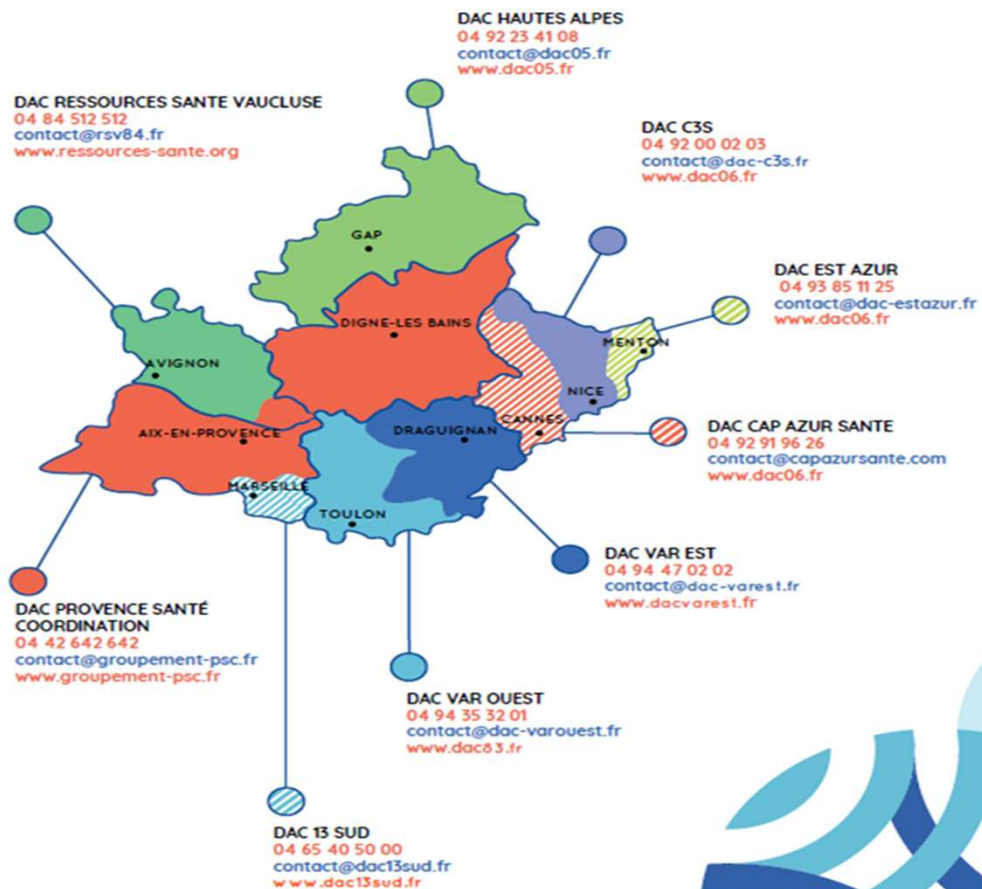 DAC HAUTES ALPES
04 92 23 41 08
contact@dac05.fr
www.dac05.fr
DAC RESSOURCES SANTE VAUCLUSE
04 84 512 512
contact@rsv84.fr
www.ressources-sante.org
DAC C3S
04 92 00 02 03
contact@dac-c3s.fr
www.dac06.fr
DAC EST AZUR
04 93 85 11 25
contact@dac-estazur.fr
www.dac06.fr
GAP
DIGNE-LES BAINS
AVIGNON
MENTON
NICE
CANNES
DRAGUIGNAN
AIX-EN-PROVENCE
MARSEILLE
TOULON
DAC CAP AZUR SANTE
04 92 91 96 26
contact@capazursante.com
www.dac06.fr
DAC VAR EST
04 94 47 02 02
contact@dac-varest.fr
www.dacvarest.fr
DAC PROVENCE SANTÉ
COORDINATION
04 42 642 642
contact@groupement-psc.fr
www.groupement-psc.fr
DAC VAR OUEST
04 94 35 32 01
contact@dac-varouest.fr
www.dac83.fr
DAC 13 SUD
04 65 40 50 00
contact@dac13sud.fr
www.dac13sud.fr